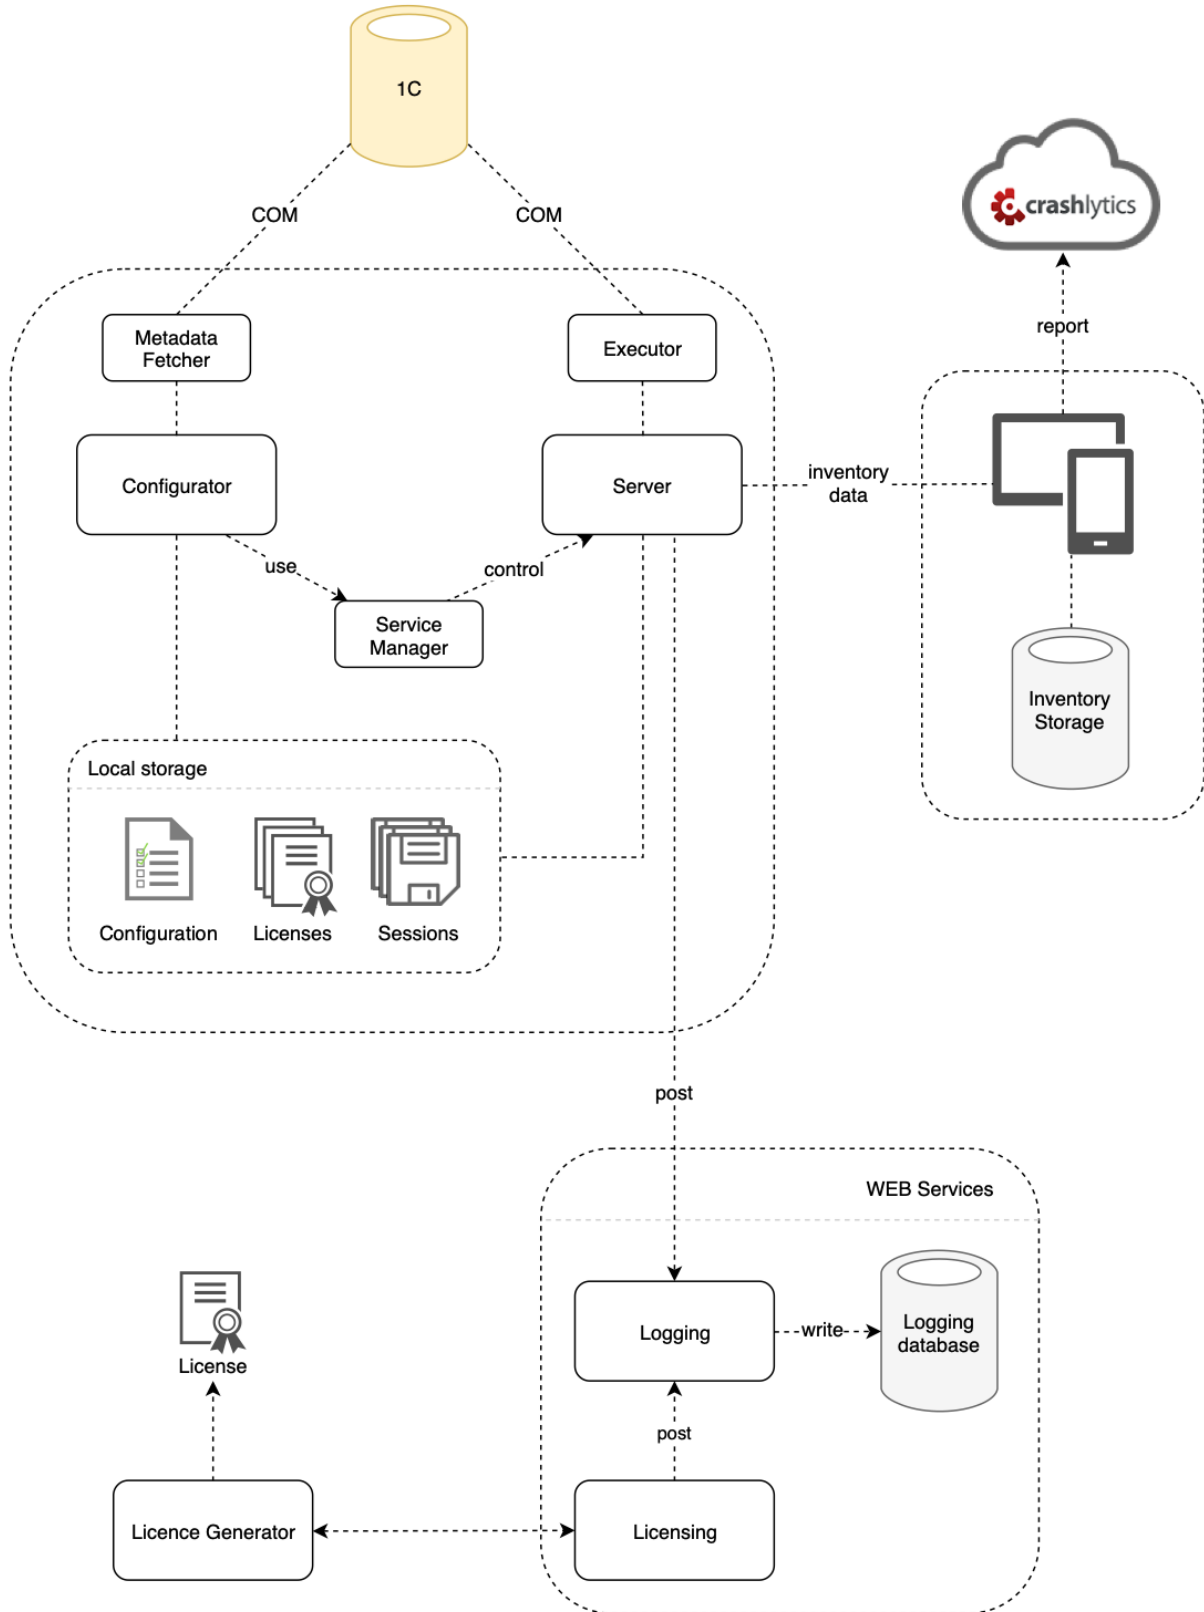 1C
COM
COM
crashlytics
report
Metadata
Fetcher
Executor
Configurator
Server
inventory
data
use
control
Service
Manager
Inventory
Storage
Local storage
Configuration
Licenses
Sessions
post
WEB Services
Logging
write
Logging
database
License
post
Licence Generator
Licensing